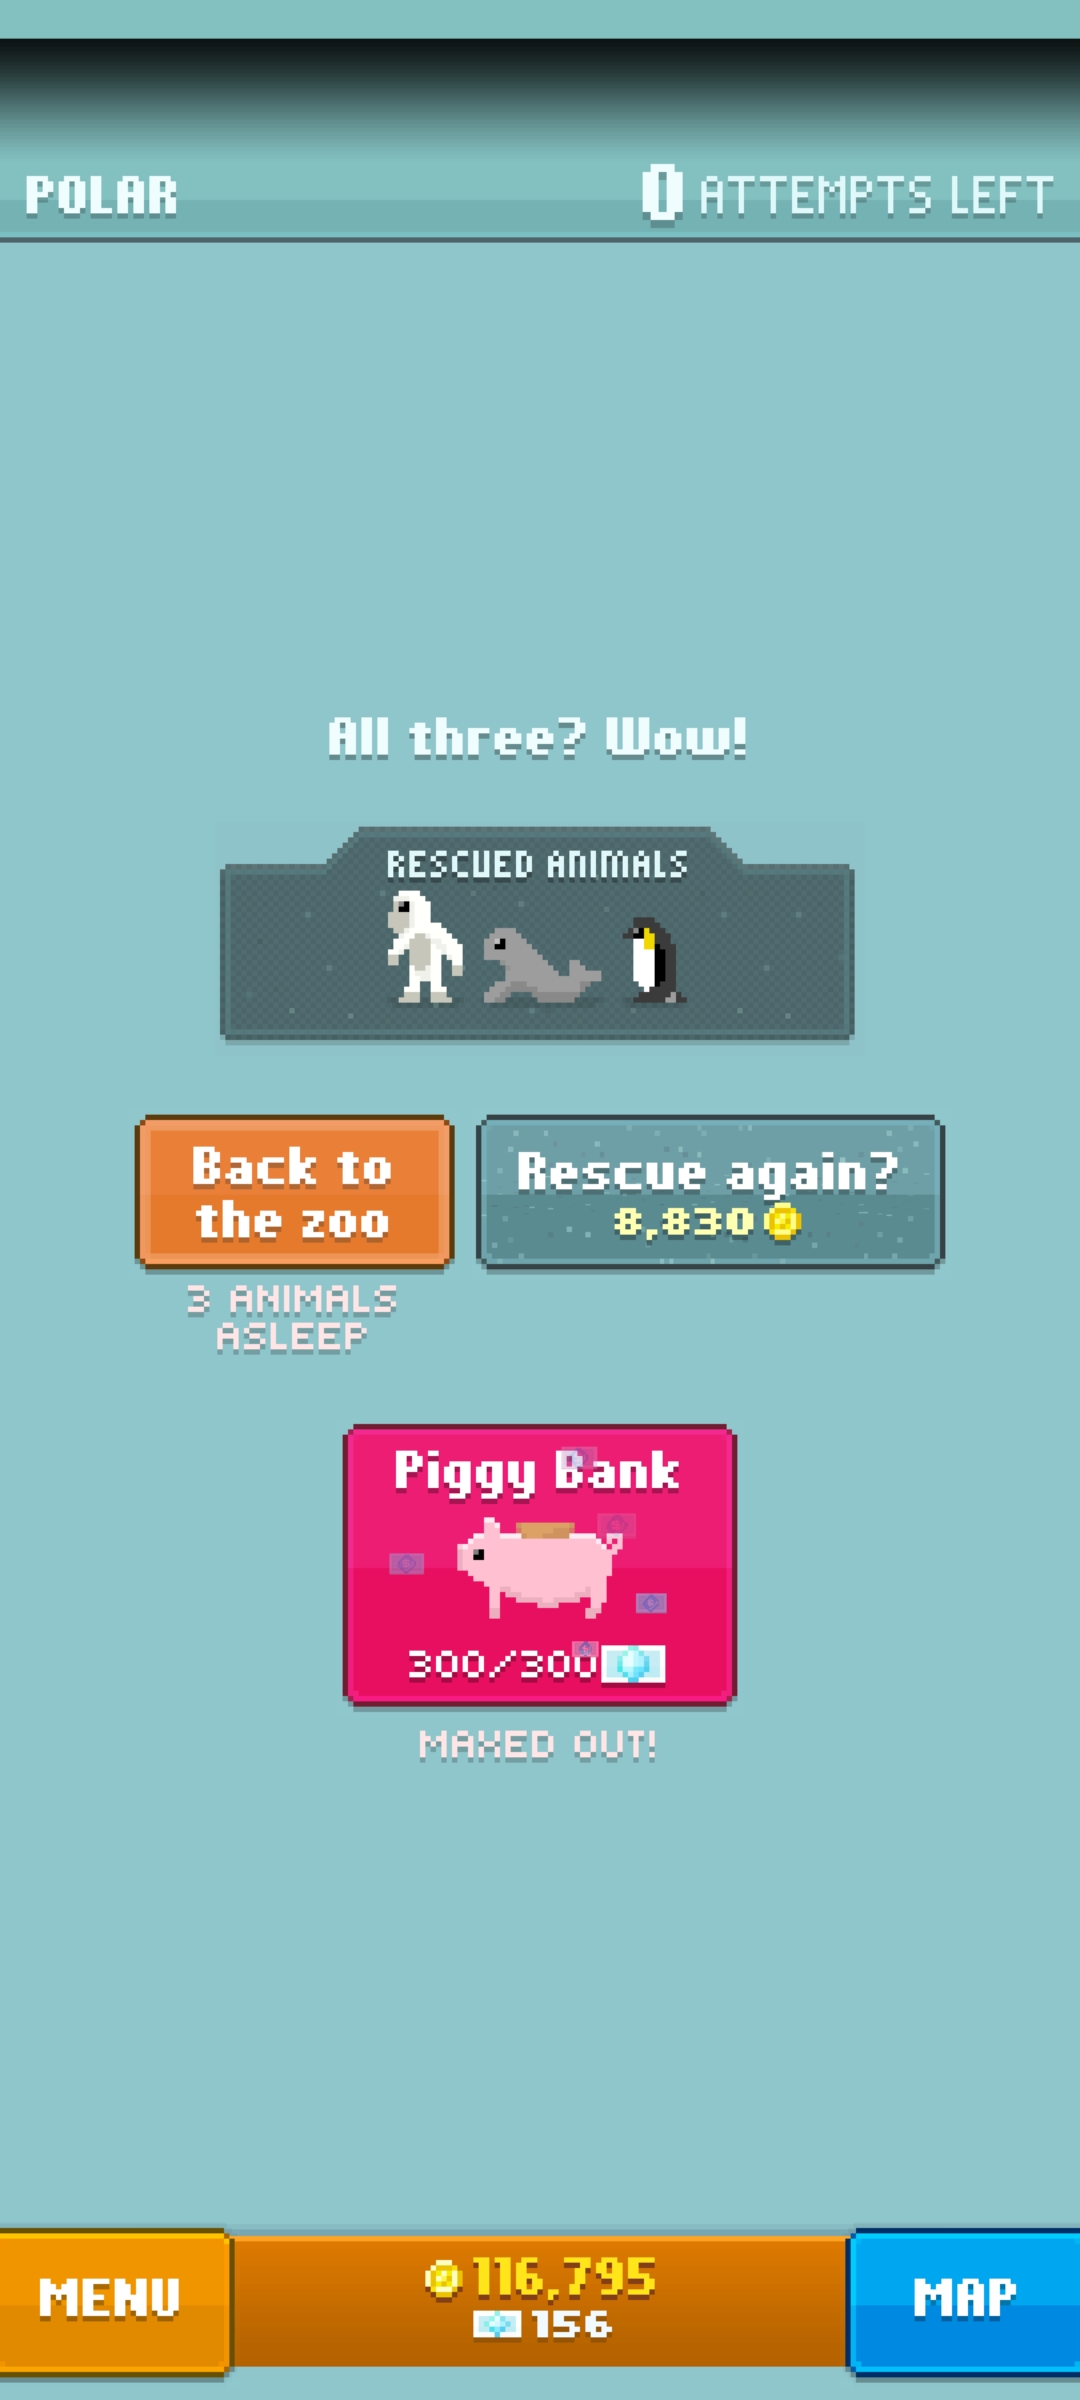 POLAR
0 ATTEMPTS LEFT
All three? Wow!
RESCUED ANIMALS
Back to
the zoo
Rescue again?
8,830
3 ANIMALS
ASLEEP
Piggy Bank
300/300
MAXED OUT!
MENU
116,795
156
MAP